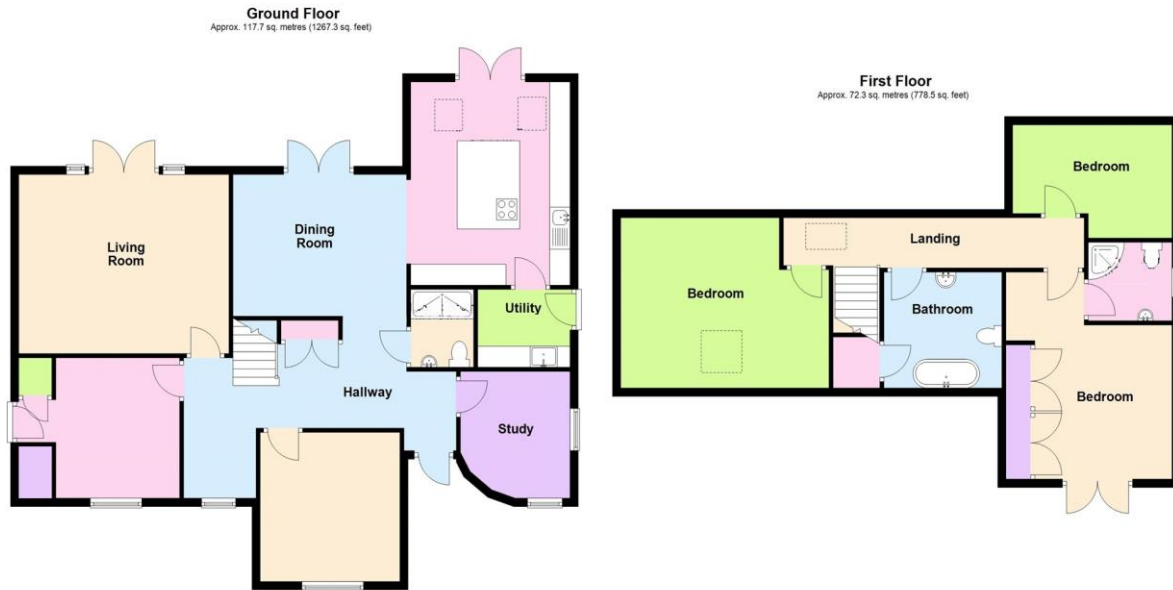 Ground Floor
Approx. 117.7 sq. metres (1267.3 sq. feet)
Living
Room
Dining
Room
Utility
Hallway
Study
First Floor
Approx. 72.3 sq. metres (778.5 sq. feet)
Bedroom
Landing
Bedroom
Bathroom
Bedroom